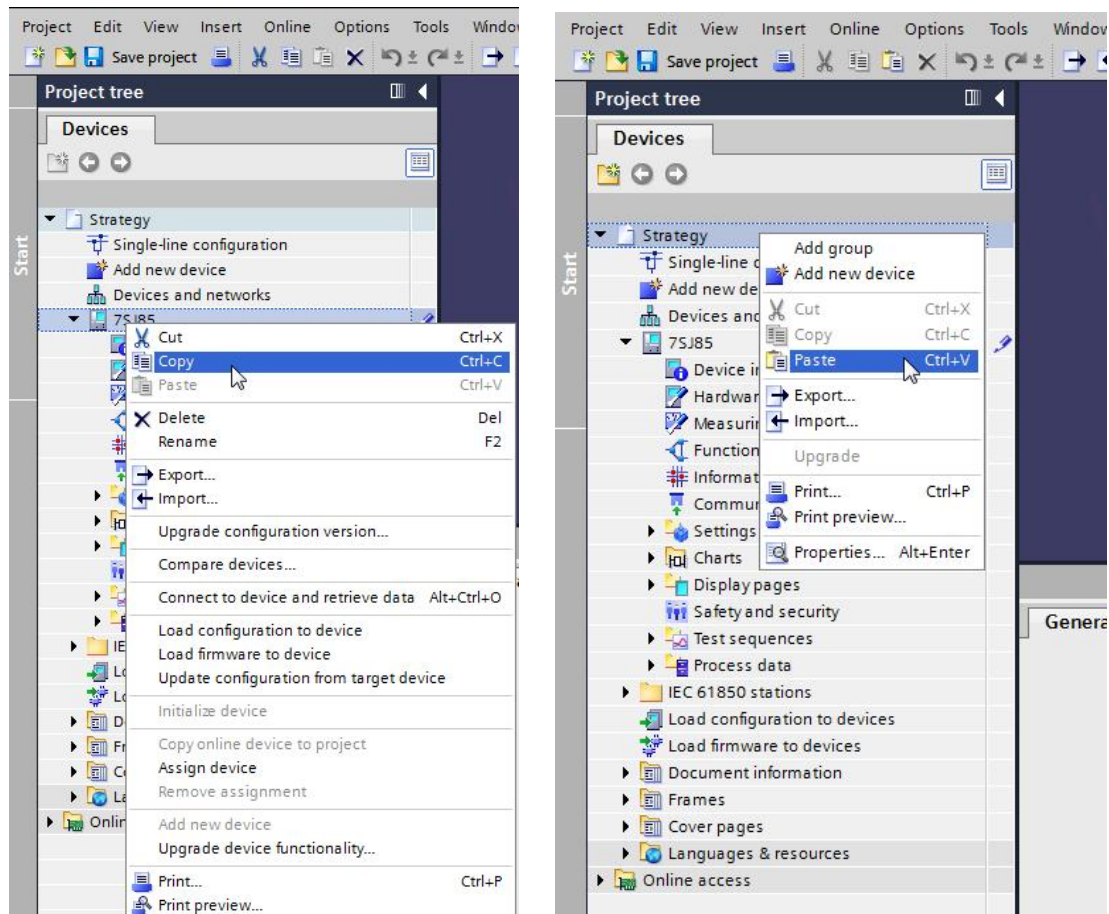 Project Edit View Insert Online Options Tools
Save project
Project tree
Devices
Start
Strategy
Single-line configuration
Add new device
Devices and networks
7SJ85
Cut Ctrl+X
Copy Ctrl+C
Paste Ctrl+V
Delete Del
Rename F2
Export...
Import...
Upgrade configuration version...
Compare devices...
Connect to device and retrieve data Alt+Ctrl+O
Load configuration to device
Load firmware to device
Update configuration from target device
Initialize device
Copy online device to project
Assign device
Remove assignment
Add new device
Upgrade device functionality...
Print... Ctrl+P
Print preview...
Project Edit View Insert Online Options Tools Window
Save project
Project tree
Devices
Start
Strategy
Single-line
Add new
Devices
7SJ85
Device
Settings
Charts
Display pages
Safety and security
Test sequences
Process data
IEC 61850 stations
Load configuration to devices
Load firmware to devices
Document information
Frames
Cover pages
Languages & resources
Online access
Add group
Add new device
Cut Ctrl+X
Copy Ctrl+C
Paste Ctrl+V
Export...
Import...
Upgrade
Print... Ctrl+P
Print preview...
Properties... Alt+Enter